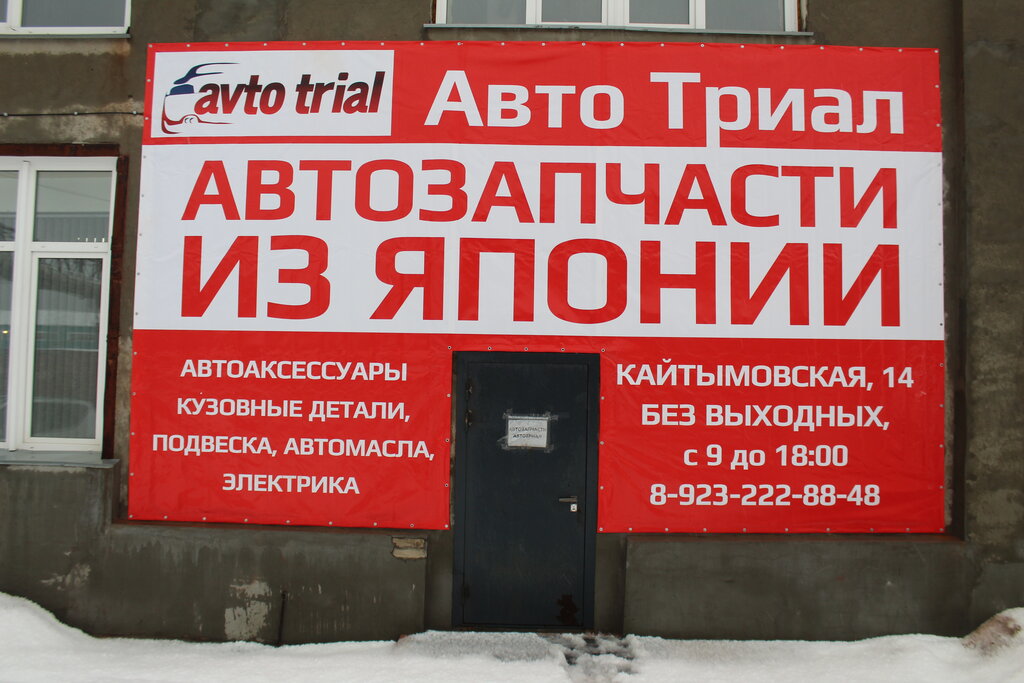 avto trial
Авто Триал
АВТОЗАПЧАСТИ
ИЗ ЯПОНИИ
АВТОАКСЕССУАРЫ
КУЗОВНЫЕ ДЕТАЛИ,
ПОДВЕСКА, АВТОМАСЛА,
ЭЛЕКТРИКА
КАЙТЫМОВСКАЯ, 14
БЕЗ ВЫХОДНЫХ,
с 9 до 18:00
8-923-222-88-48
АВТОЗАПЧАСТИ